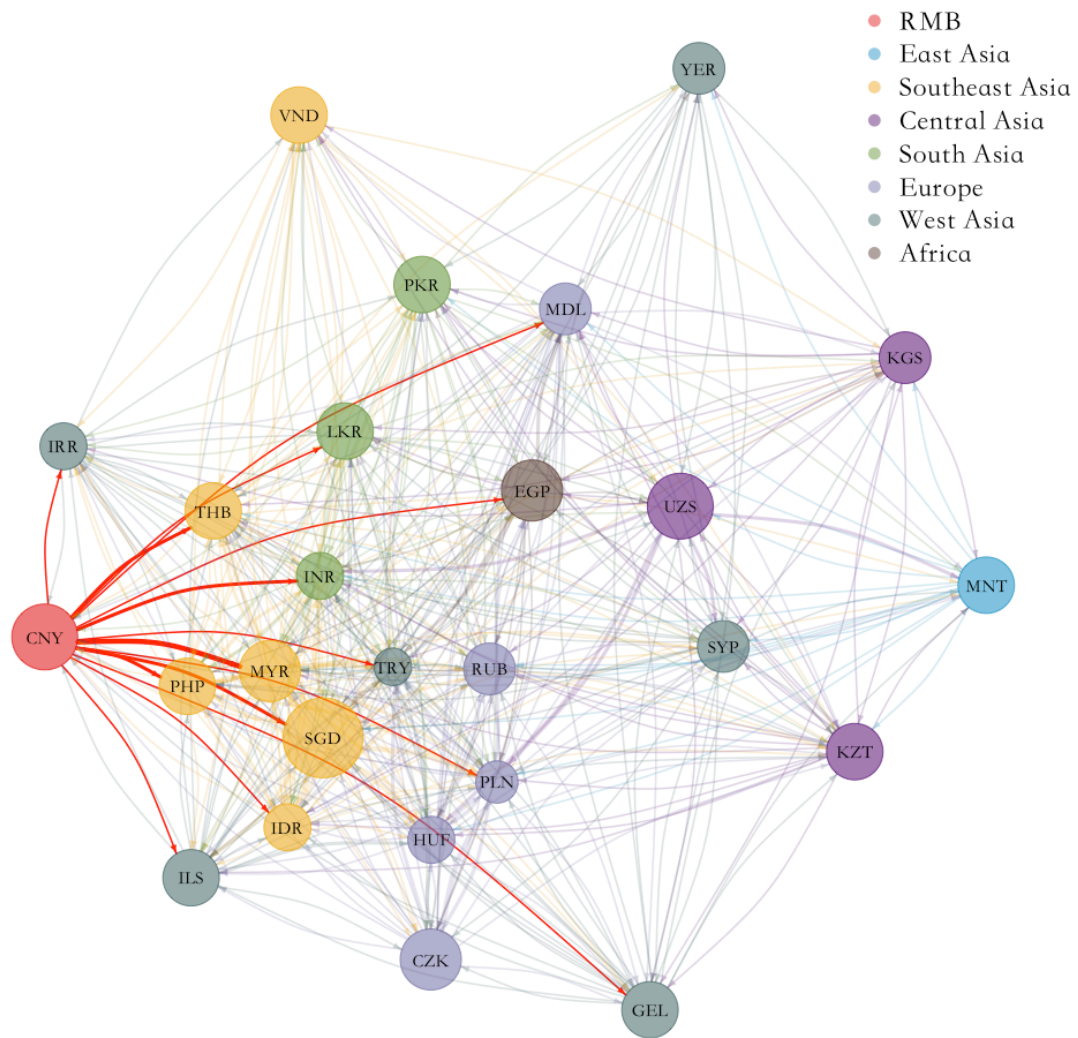 RMB
East Asia
Southeast Asia
Central Asia
South Asia
Europe
West Asia
Africa
YER
VND
PKR
MDL
KGS
LKR
IRR
EGP
UZS
THB
INR
MNT
CNY
SYP
TRY
RUB
MYR
PHP
SGD
KZT
PLN
IDR
HUF
ILS
CZK
GEL